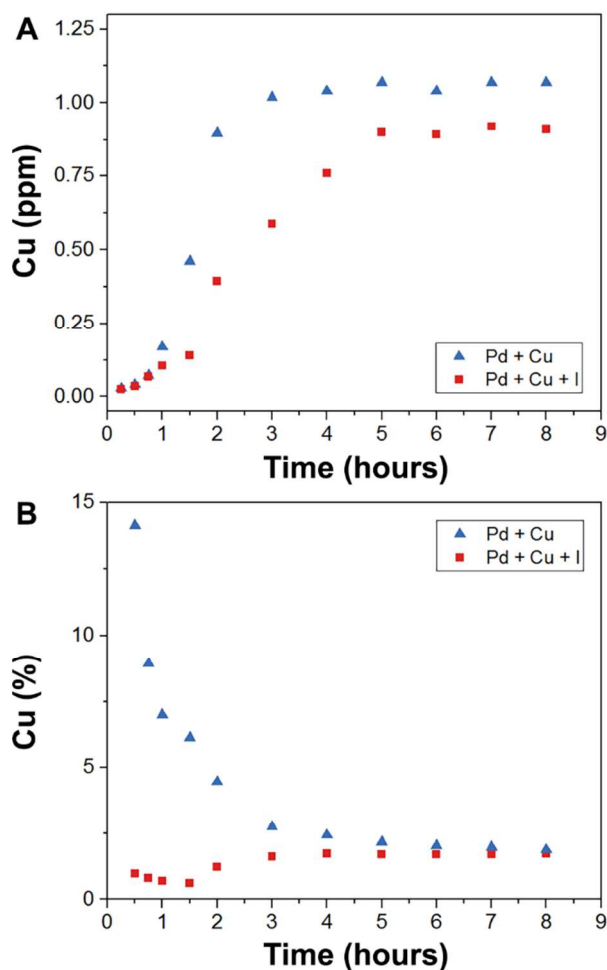 A
Cu (ppm)
1.25
1.00
0.75
0.50
0.25
0.00
Pd + Cu
Pd + Cu + I
0 1 2 3 4 5 6 7 8 9
Time (hours)
B
Cu (%)
15
10
5
0
Pd + Cu
Pd + Cu + I
0 1 2 3 4 5 6 7 8 9
Time (hours)